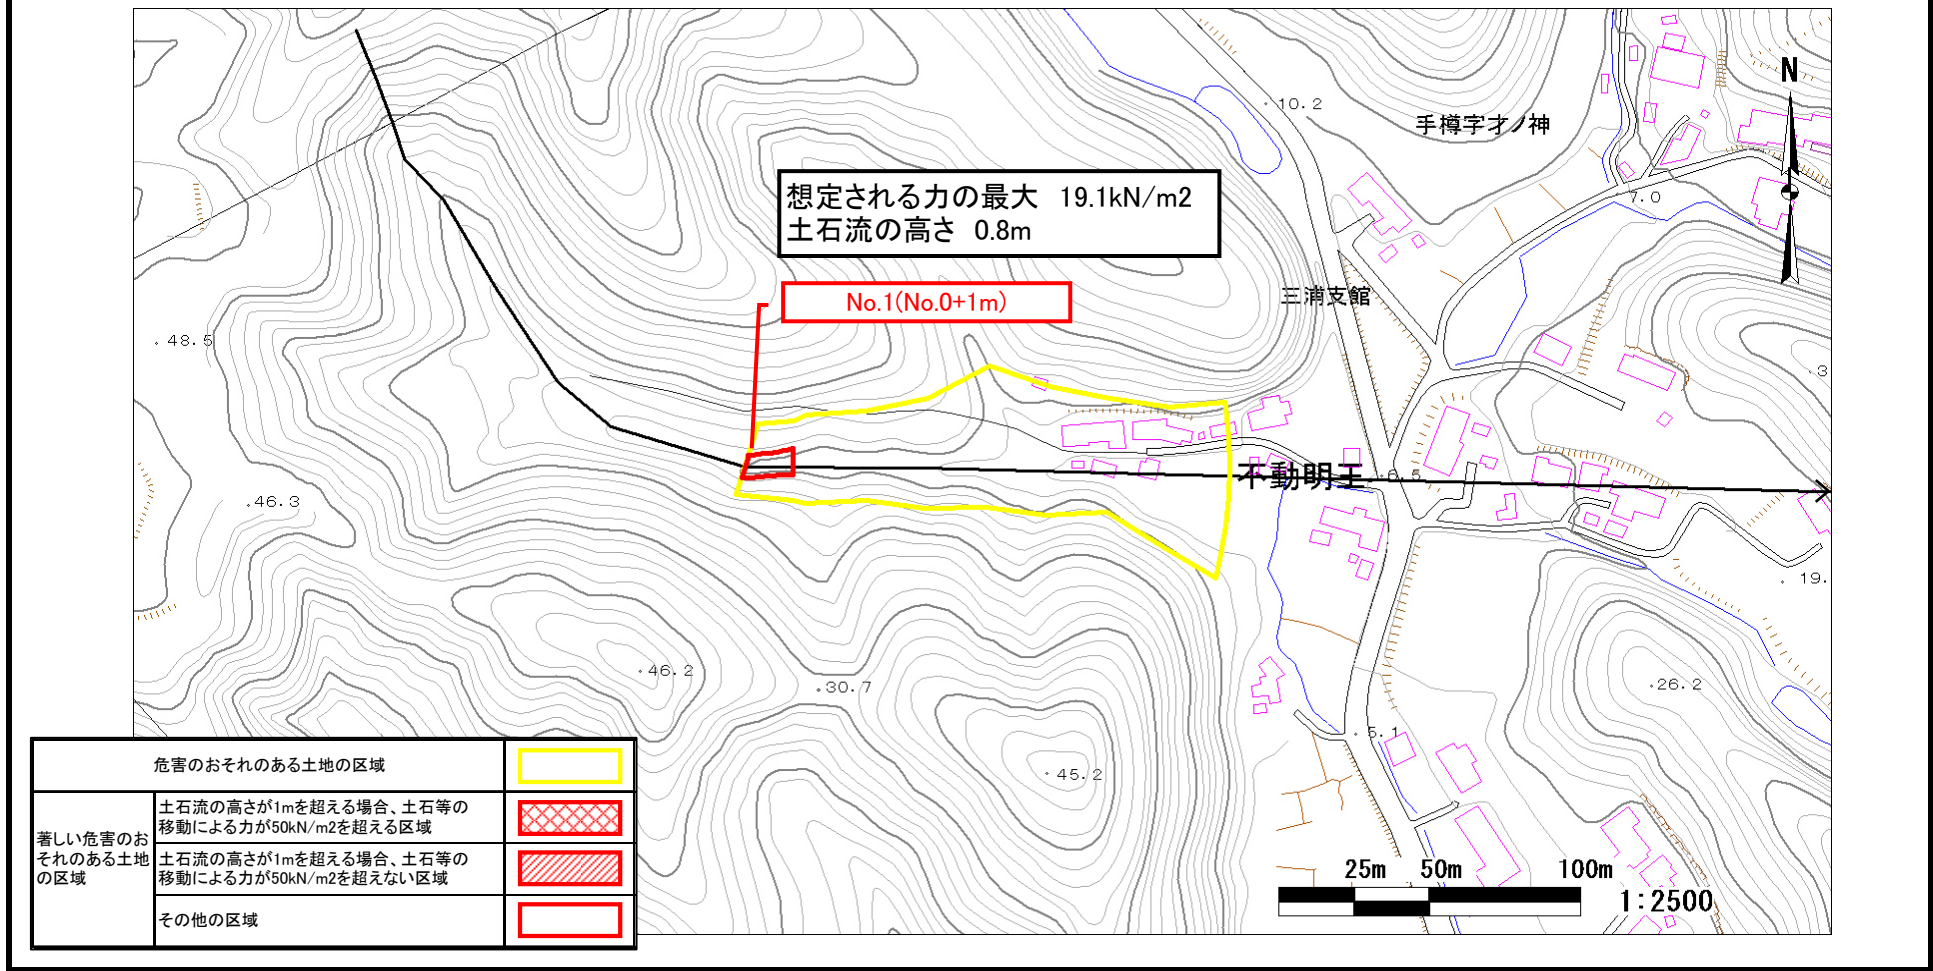 10.2
手樽字才ノ神
N
想定される力の最大 19.1kN/m2
土石流の高さ 0.8m
7.0
三浦支館
No.1(No.0+1m)
48.5
3
46.3
不動明王
6.5
19.
46.2
30.7
26.2
5.1
45.2
危害のおそれのある土地の区域
著しい危害のお
それのある土地
の区域
土石流の高さが1mを超える場合、土石等の
移動による力が50kN/m2を超える区域
土石流の高さが1mを超える場合、土石等の
移動による力が50kN/m2を超えない区域
その他の区域
25m 50m 100m
1:2500